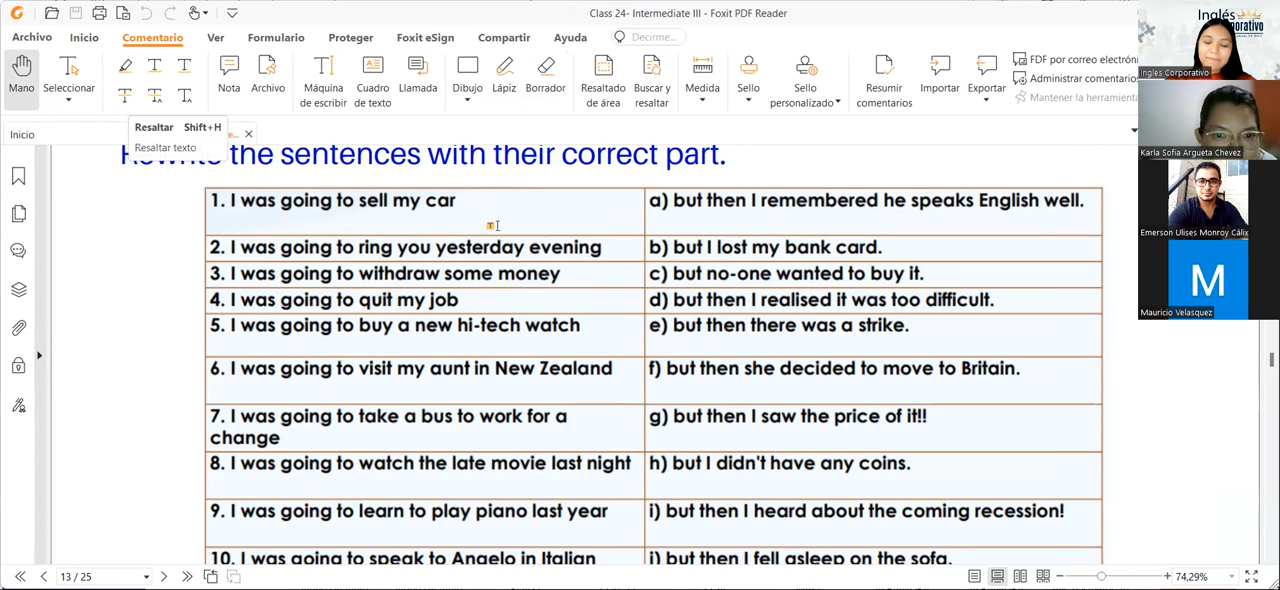 Class 24- Intermediate III - Foxit PDF Reader
Archivo Inicio Comentario Ver Formulario Proteger Foxit eSign Compartir Ayuda Decirme...
Mano Seleccionar Nota Archivo Máquina de escribir Cuadro de texto Llamada Dibujo Lápiz Borrador Resaltado de área Buscar y resaltar Medida Sello Sello personalizado Resumir comentarios Importar Exportar
FDF por correo electróni
Administrar comentario
Mantener la herramienta
Inicio
Resaltar Shift+H
Resaltar texto
Rewrite the sentences with their correct part.
1. I was going to sell my car
a) but then I remembered he speaks English well.
2. I was going to ring you yesterday evening
b) but I lost my bank card.
3. I was going to withdraw some money
c) but no-one wanted to buy it.
4. I was going to quit my job
d) but then I realised it was too difficult.
5. I was going to buy a new hi-tech watch
e) but then there was a strike.
6. I was going to visit my aunt in New Zealand
f) but then she decided to move to Britain.
7. I was going to take a bus to work for a
change
g) but then I saw the price of it!!
8. I was going to watch the late movie last night
h) but I didn't have any coins.
9. I was going to learn to play piano last year
i) but then I heard about the coming recession!
10. I was going to speak to Angelo in Italian
j) but then I fell asleep on the sofa.
13 / 25
74,29%
Inglés
Ingles Corporativo
Karla Sofia Argueta Chevez
Emerson Ulises Monroy Cálix
M
Mauricio Velasquez